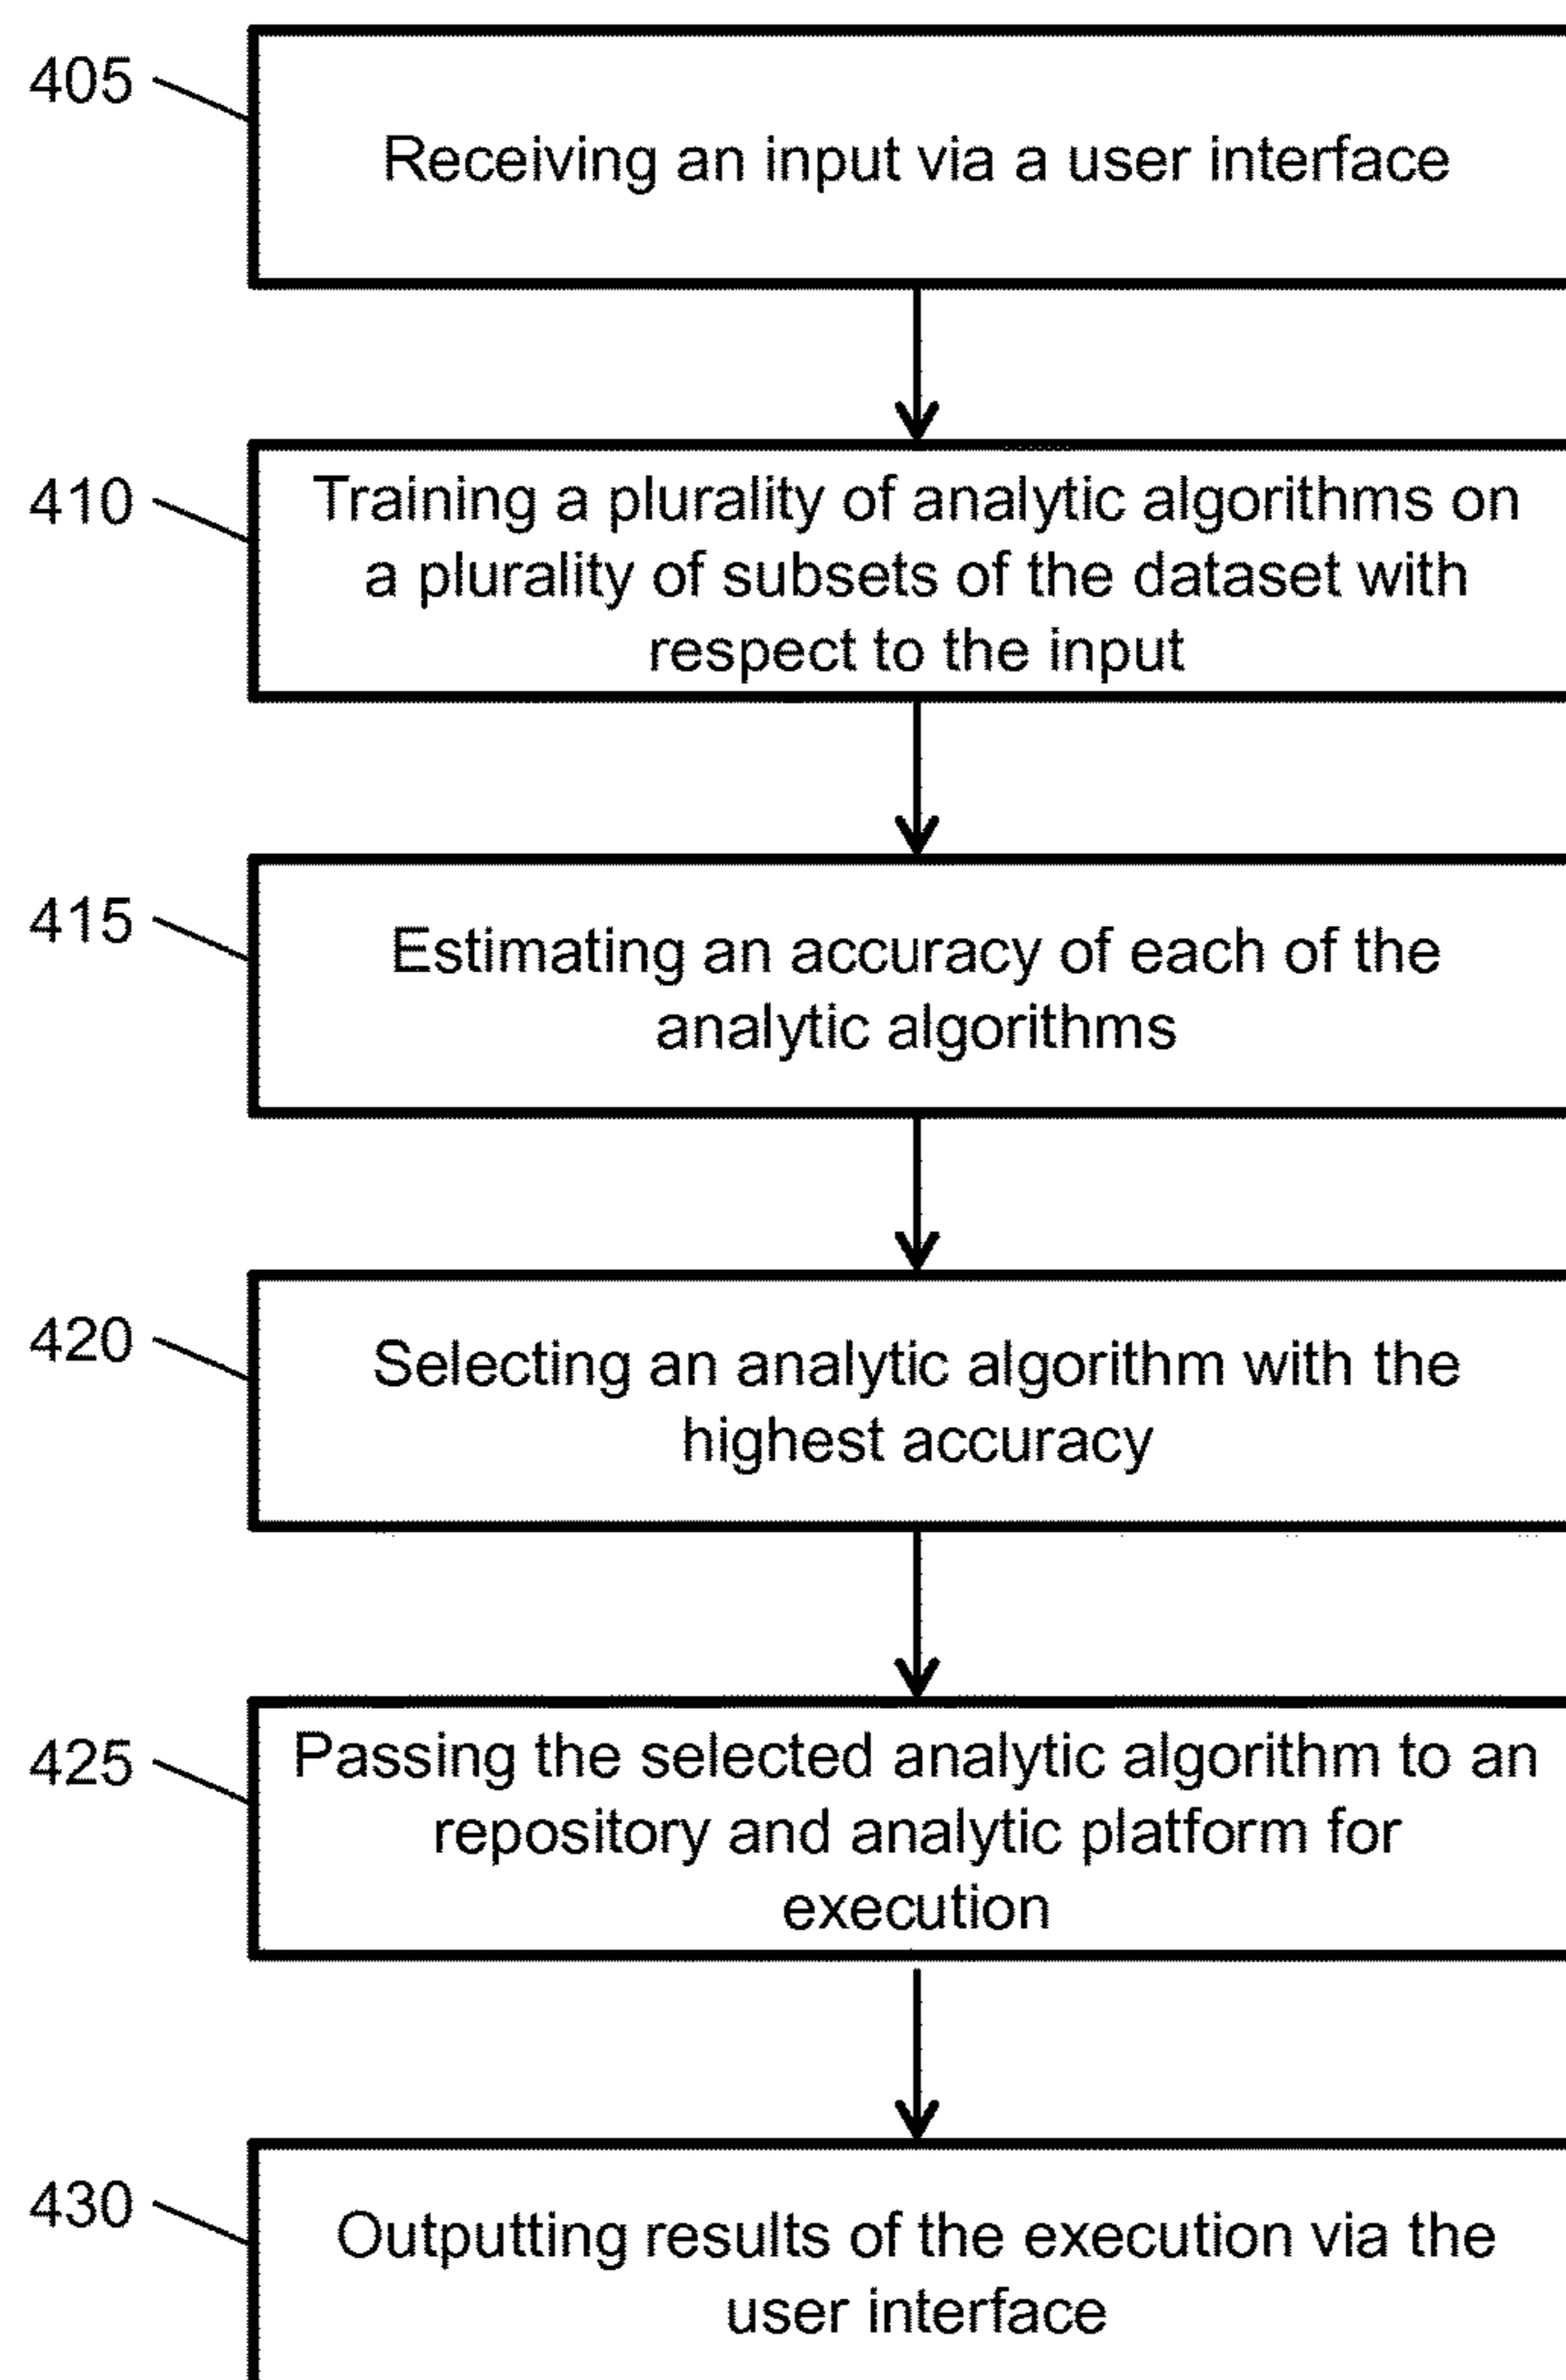 405
Receiving an input via a user interface
410
Training a plurality of analytic algorithms on
a plurality of subsets of the dataset with
respect to the input
415
Estimating an accuracy of each of the
analytic algorithms
420
Selecting an analytic algorithm with the
highest accuracy
425
Passing the selected analytic algorithm to an
repository and analytic platform for
execution
430
Outputting results of the execution via the
user interface